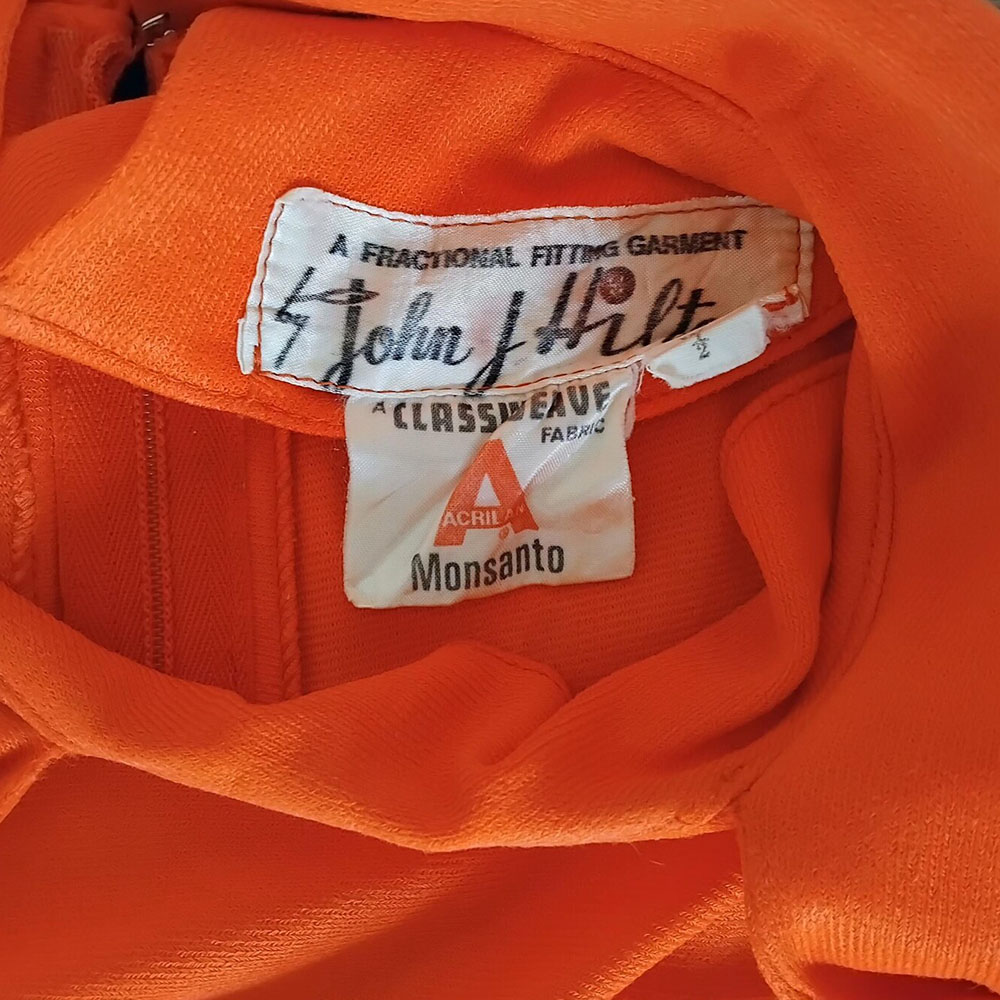 A FRACTIONAL FITTING GARMENT
John J Hilt
½
A CLASSWEAVE
FABRIC
A
ACRILAN
Monsanto